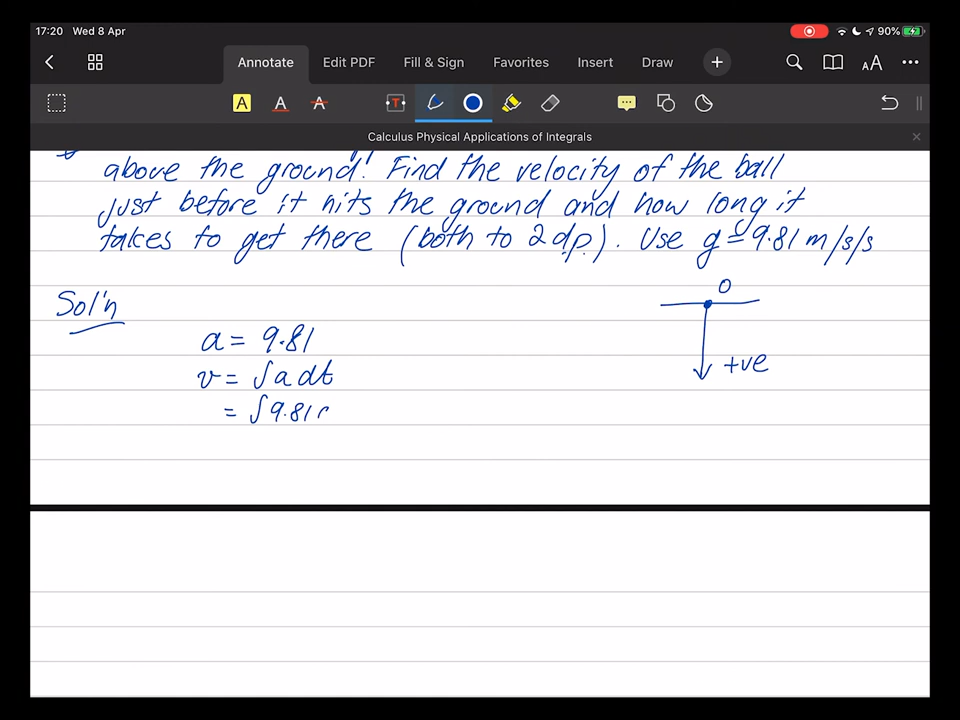 17:20 Wed 8 Apr
90%
Annotate Edit PDF Fill & Sign Favorites Insert Draw
Calculus Physical Applications of Integrals
above the ground! Find the velocity of the ball
just before it hits the ground and how long it
takes to get there (both to 2 dp). Use g = 9.81 m/s/s
Sol'n
0
a = 9.81
+ve
v = ∫a dt
= ∫9.81